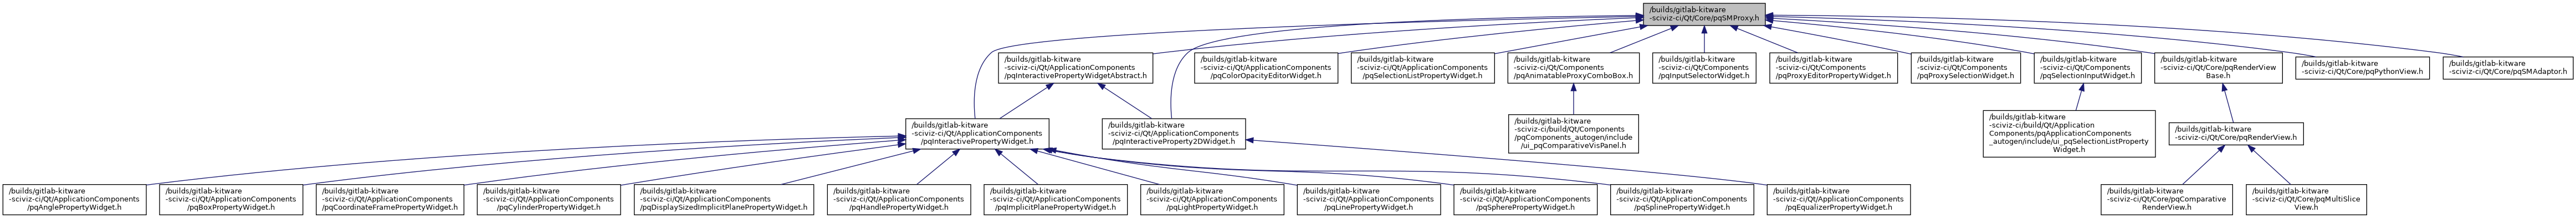 /builds/gitlab-kitware
-sciviz-ci/Qt/Core/pqSMProxy.h
/builds/gitlab-kitware
-sciviz-ci/Qt/ApplicationComponents
/pqInteractivePropertyWidgetAbstract.h
/builds/gitlab-kitware
-sciviz-ci/Qt/ApplicationComponents
/pqColorOpacityEditorWidget.h
/builds/gitlab-kitware
-sciviz-ci/Qt/ApplicationComponents
/pqSelectionListPropertyWidget.h
/builds/gitlab-kitware
-sciviz-ci/Qt/Components
/pqAnimatableProxyComboBox.h
/builds/gitlab-kitware
-sciviz-ci/Qt/Components
/pqInputSelectorWidget.h
/builds/gitlab-kitware
-sciviz-ci/Qt/Components
/pqProxyEditorPropertyWidget.h
/builds/gitlab-kitware
-sciviz-ci/Qt/Components
/pqProxySelectionWidget.h
/builds/gitlab-kitware
-sciviz-ci/Qt/Components
/pqSelectionInputWidget.h
/builds/gitlab-kitware
-sciviz-ci/Qt/Core/pqRenderView
Base.h
/builds/gitlab-kitware
-sciviz-ci/Qt/Core/pqPythonView.h
/builds/gitlab-kitware
-sciviz-ci/Qt/Core/pqSMAdaptor.h
/builds/gitlab-kitware
-sciviz-ci/Qt/ApplicationComponents
/pqInteractivePropertyWidget.h
/builds/gitlab-kitware
-sciviz-ci/Qt/ApplicationComponents
/pqInteractiveProperty2DWidget.h
/builds/gitlab-kitware
-sciviz-ci/build/Qt/Components
/pqComponents_autogen/include
/ui_pqComparativeVisPanel.h
/builds/gitlab-kitware
-sciviz-ci/build/Qt/Application
Components/pqApplicationComponents
_autogen/include/ui_pqSelectionListProperty
Widget.h
/builds/gitlab-kitware
-sciviz-ci/Qt/Core/pqRenderView.h
/builds/gitlab-kitware
-sciviz-ci/Qt/ApplicationComponents
/pqAnglePropertyWidget.h
/builds/gitlab-kitware
-sciviz-ci/Qt/ApplicationComponents
/pqBoxPropertyWidget.h
/builds/gitlab-kitware
-sciviz-ci/Qt/ApplicationComponents
/pqCoordinateFramePropertyWidget.h
/builds/gitlab-kitware
-sciviz-ci/Qt/ApplicationComponents
/pqCylinderPropertyWidget.h
/builds/gitlab-kitware
-sciviz-ci/Qt/ApplicationComponents
/pqDisplaySizedImplicitPlanePropertyWidget.h
/builds/gitlab-kitware
-sciviz-ci/Qt/ApplicationComponents
/pqHandlePropertyWidget.h
/builds/gitlab-kitware
-sciviz-ci/Qt/ApplicationComponents
/pqImplicitPlanePropertyWidget.h
/builds/gitlab-kitware
-sciviz-ci/Qt/ApplicationComponents
/pqLightPropertyWidget.h
/builds/gitlab-kitware
-sciviz-ci/Qt/ApplicationComponents
/pqLinePropertyWidget.h
/builds/gitlab-kitware
-sciviz-ci/Qt/ApplicationComponents
/pqSpherePropertyWidget.h
/builds/gitlab-kitware
-sciviz-ci/Qt/ApplicationComponents
/pqSplinePropertyWidget.h
/builds/gitlab-kitware
-sciviz-ci/Qt/ApplicationComponents
/pqEqualizerPropertyWidget.h
/builds/gitlab-kitware
-sciviz-ci/Qt/Core/pqComparative
RenderView.h
/builds/gitlab-kitware
-sciviz-ci/Qt/Core/pqMultiSlice
View.h